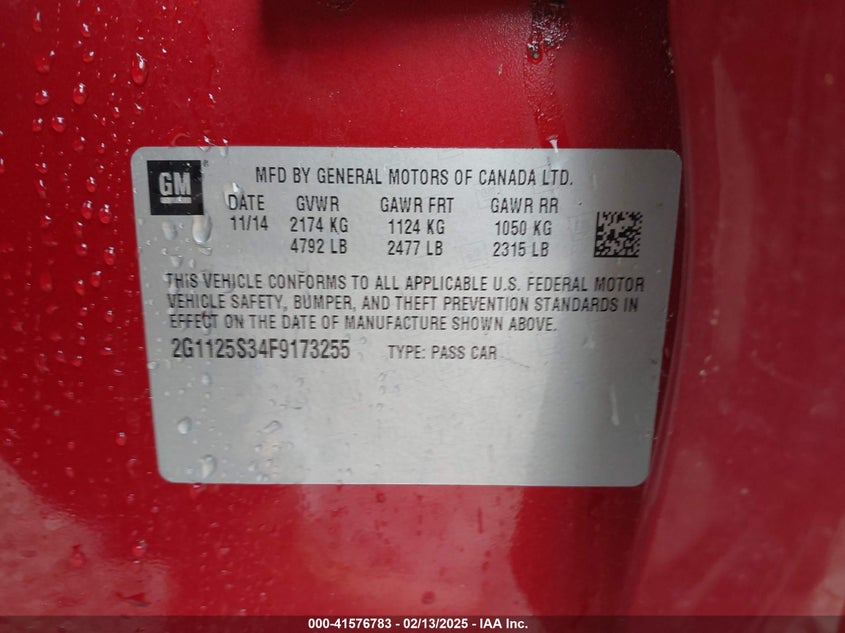 GM
MFD BY GENERAL MOTORS OF CANADA LTD.
DATE GVWR GAWR FRT GAWR RR
11/14 2174 KG 1124 KG 1050 KG
4792 LB 2477 LB 2315 LB
THIS VEHICLE CONFORMS TO ALL APPLICABLE U.S. FEDERAL MOTOR
VEHICLE SAFETY, BUMPER, AND THEFT PREVENTION STANDARDS IN
EFFECT ON THE DATE OF MANUFACTURE SHOWN ABOVE.
2G1125S34F9173255 TYPE: PASS CAR
000-41576783 - 02/13/2025 - IAA Inc.